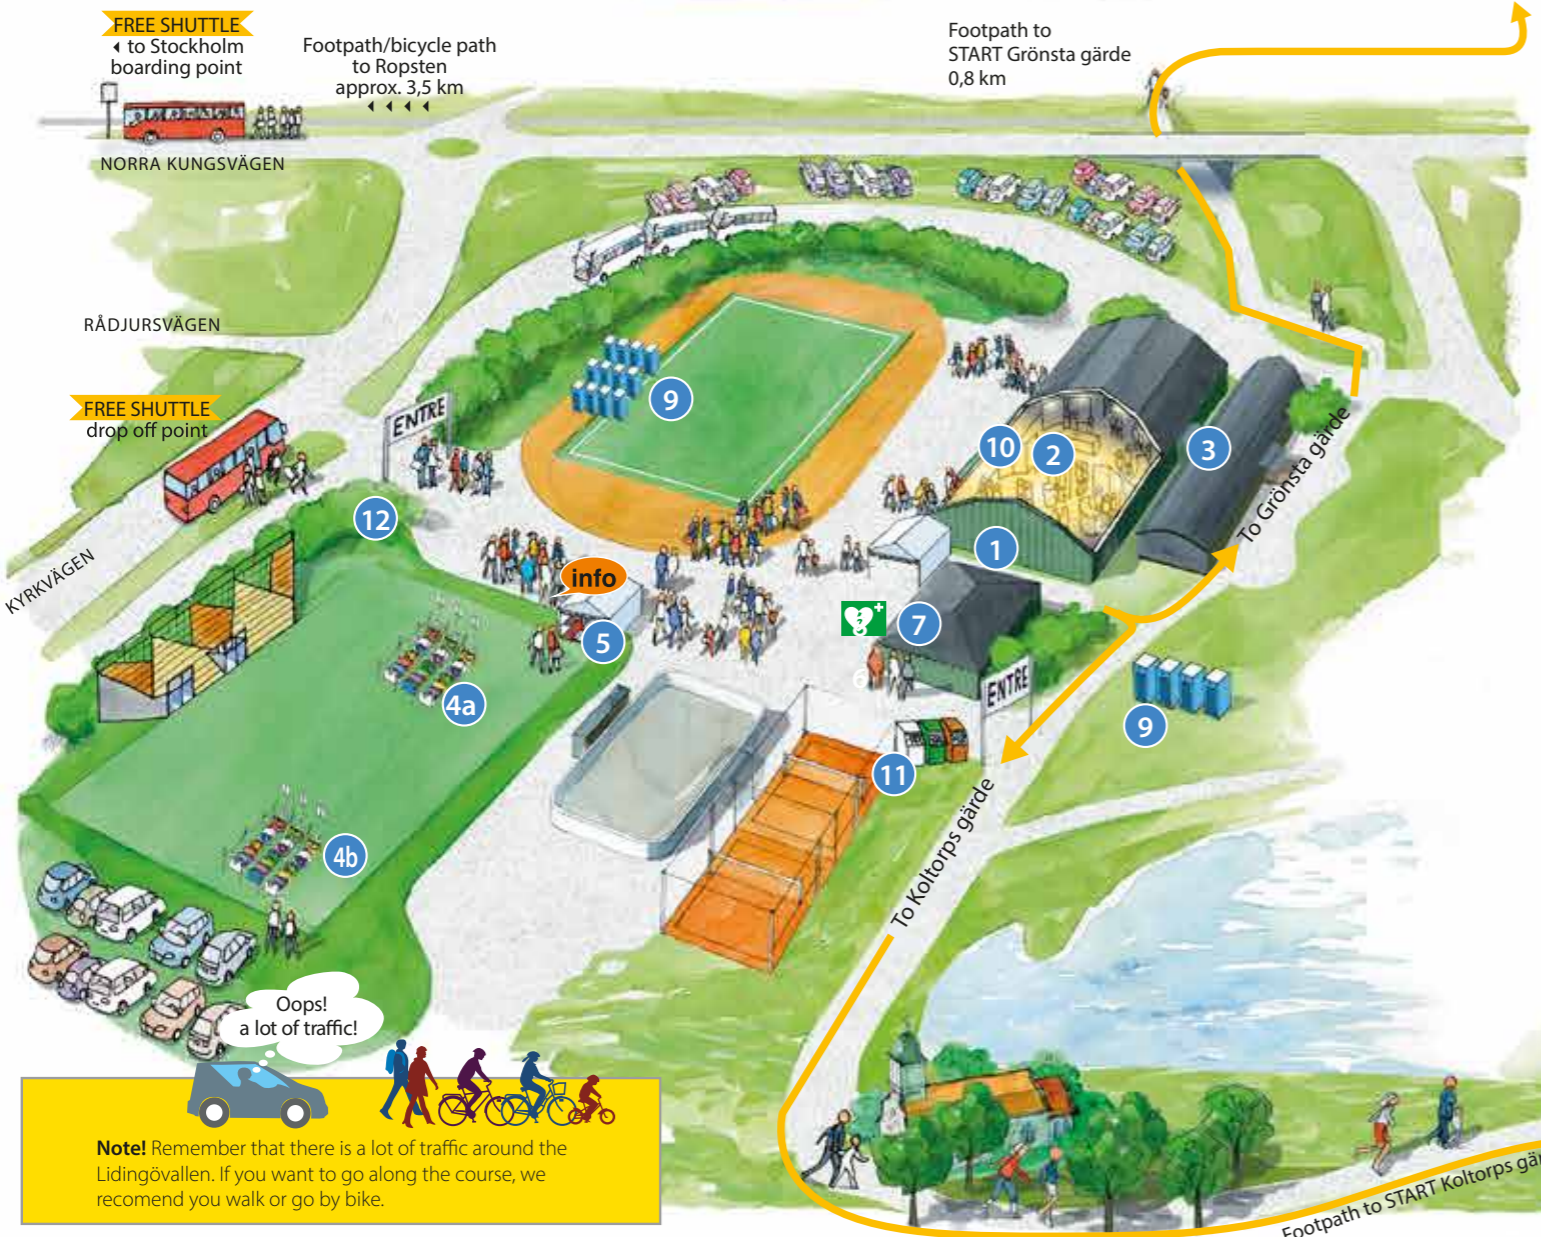 FREE SHUTTLE
to Stockholm
boarding point
Footpath/bicycle path
to Ropsten
approx. 3,5 km
Footpath to
START Grönsta gärde
0,8 km
NORRA KUNGSVÄGEN
RÅDJURSVÄGEN
FREE SHUTTLE
drop off point
ENTRE
9
10
2
3
To Grönsta gärde
12
1
KYRKVÄGEN
info
5
7
6
ENTRE
4a
9
11
To Koltorps gärde
4b
Oops!
a lot of traffic!
Note! Remember that there is a lot of traffic around the
Lidingövallen. If you want to go along the course, we
recomend you walk or go by bike.
Footpath to START Koltorps gär